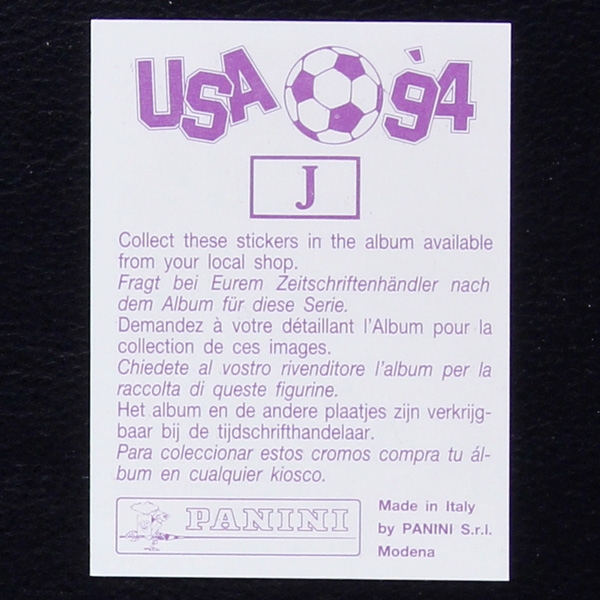 USA '94
J
Collect these stickers in the album available
from your local shop.
Fragt bei Eurem Zeitschriftenhändler nach
dem Album für diese Serie.
Demandez à votre détaillant l'Album pour la
collection de ces images.
Chiedete al vostro rivenditore l'album per la
raccolta di queste figurine.
Het album en de andere plaatjes zijn verkrijg-
baar bij de tijdschrifthandelaar.
Para coleccionar estos cromos compra tu ál-
bum en cualquier kiosco.
PANINI
Made in Italy
by PANINI S.r.l.
Modena